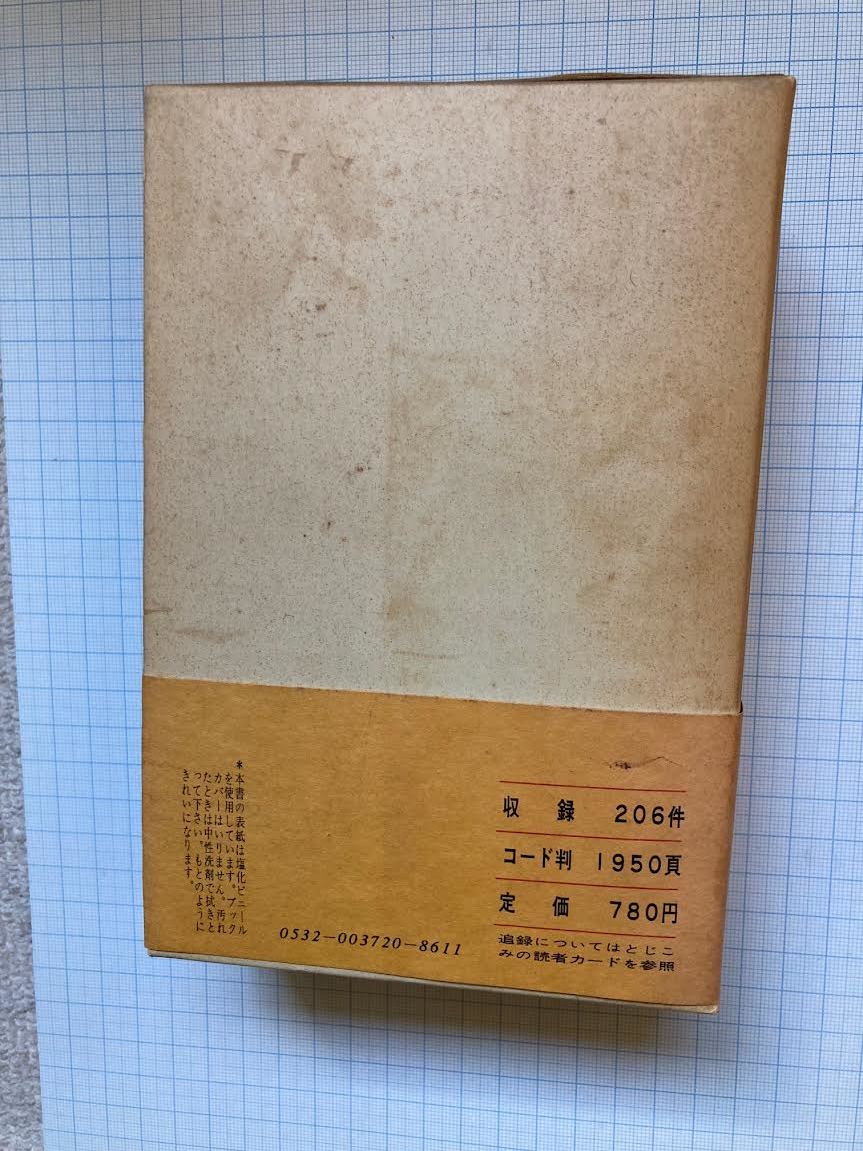 ＊本書の表紙は塩化ビニール
を使用しています。ブック
カバーはいりません。汚れ
たときは中性洗剤で拭きと
って下さい。もとのように
きれいになります。
0532-003720-8611
収　録　206件
コード判　1950頁
定　価　780円
追録についてはとじこ
みの読者カードを参照